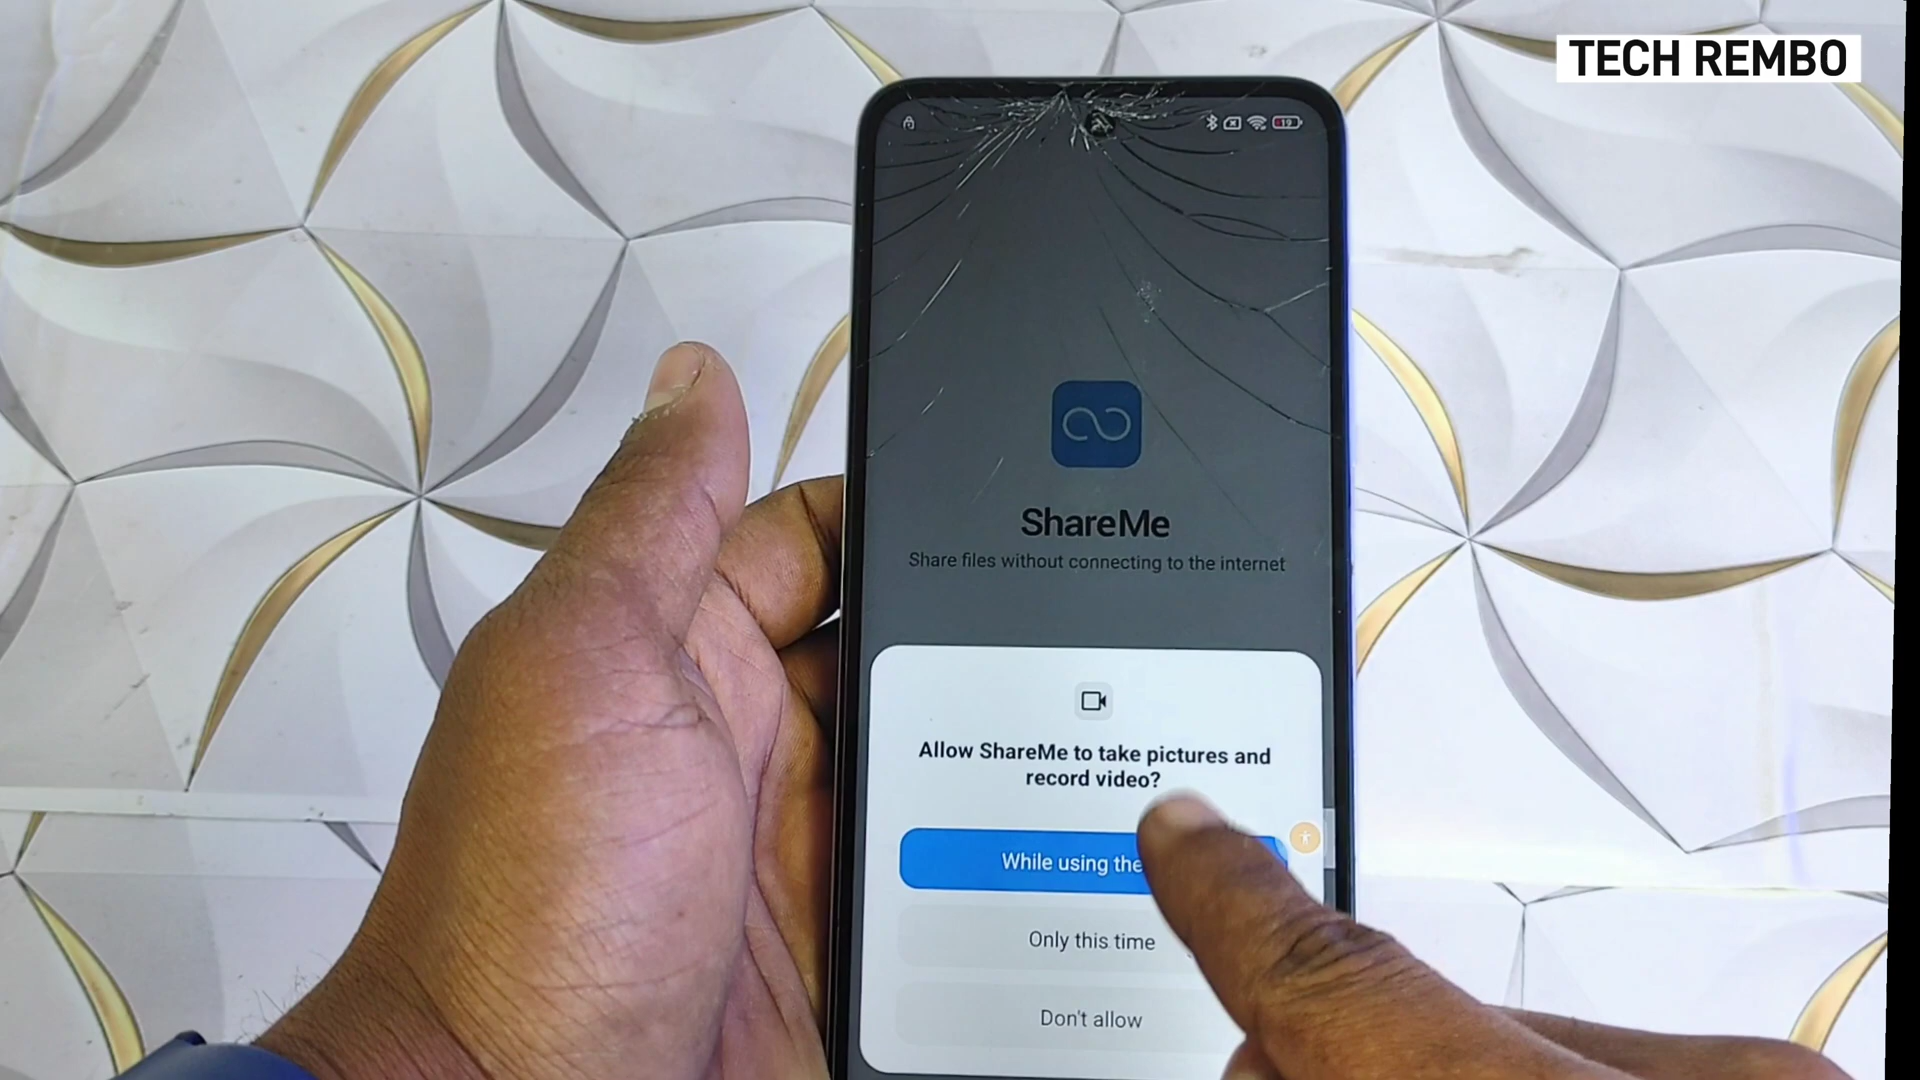 TECH REMBO
19
ShareMe
Share files without connecting to the internet
Allow ShareMe to take pictures and
record video?
While using the
Only this time
Don't allow